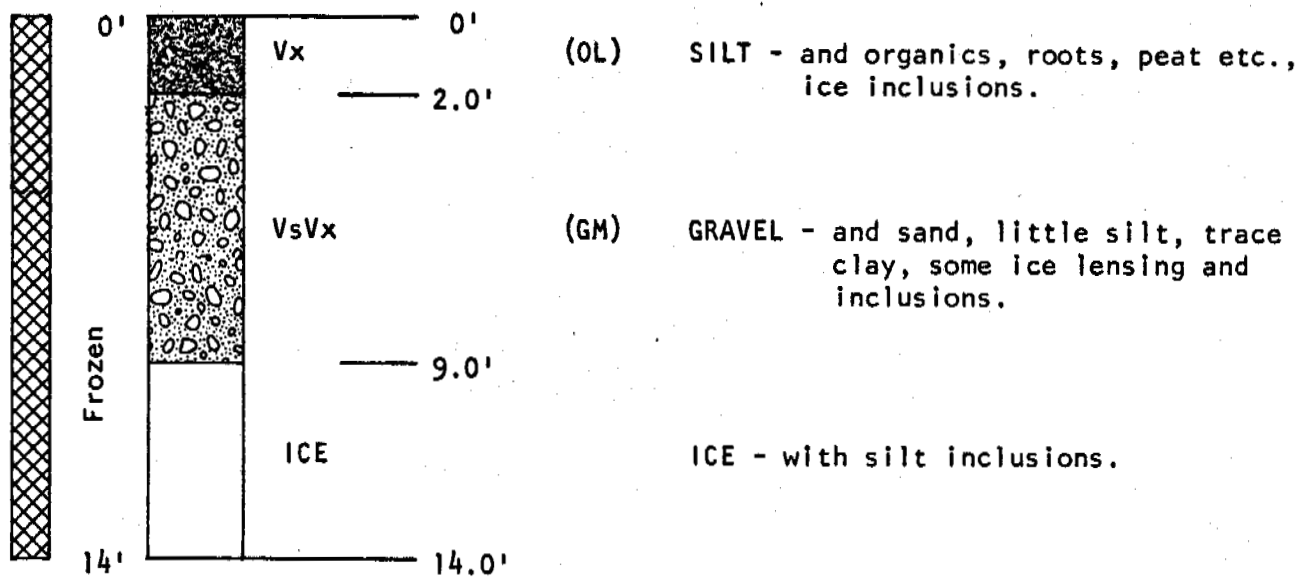 0' 0'
Vx (OL) SILT - and organics, roots, peat etc.,
ice inclusions.
2.0'
VsVx (GM) GRAVEL - and sand, little silt, trace
clay, some ice lensing and
inclusions.
Frozen
9.0'
ICE ICE - with silt inclusions.
14' 14.0'